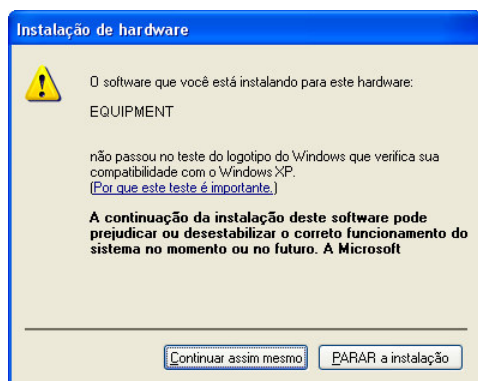 Instalação de hardware
O software que você está instalando para este hardware:
EQUIPMENT
não passou no teste do logotipo do Windows que verifica sua
compatibilidade com o Windows XP.
(Por que este teste é importante.)
A continuação da instalação deste software pode
prejudicar ou desestabilizar o correto funcionamento do
sistema no momento ou no futuro. A Microsoft
Continuar assim mesmo PARAR a instalação